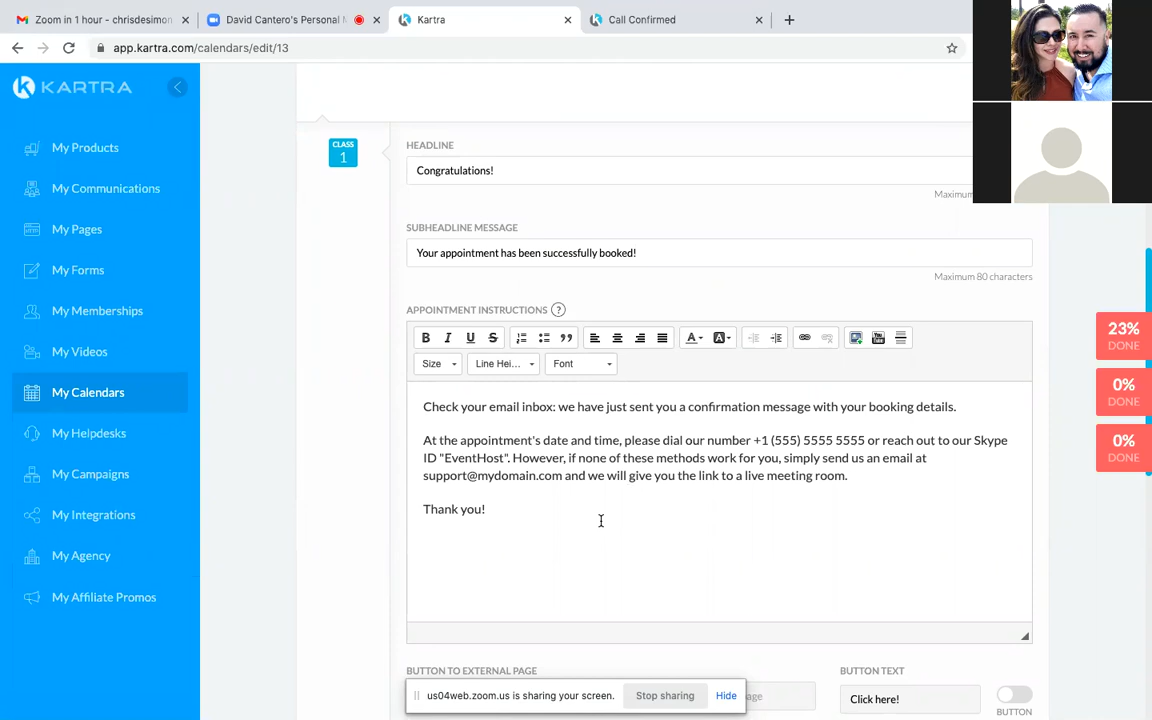 Zoom in 1 hour - chrisdesimon
David Cantero's Personal
Kartra
Call Confirmed
app.kartra.com/calendars/edit/13
KARTRA
My Products
My Communications
My Pages
My Forms
My Memberships
My Videos
My Calendars
My Helpdesks
My Campaigns
My Integrations
My Agency
My Affiliate Promos
CLASS
1
HEADLINE
Congratulations!
Maximum
SUBHEADLINE MESSAGE
Your appointment has been successfully booked!
Maximum 80 characters
APPOINTMENT INSTRUCTIONS ?
B I U S
A A
Size Line Hei... Font
Check your email inbox: we have just sent you a confirmation message with your booking details.
At the appointment's date and time, please dial our number +1 (555) 5555 5555 or reach out to our Skype
ID "EventHost". However, if none of these methods work for you, simply send us an email at
support@mydomain.com and we will give you the link to a live meeting room.
Thank you!
23%
DONE
0%
DONE
0%
DONE
BUTTON TO EXTERNAL PAGE
BUTTON TEXT
us04web.zoom.us is sharing your screen. Stop sharing Hide
Click here!
BUTTON